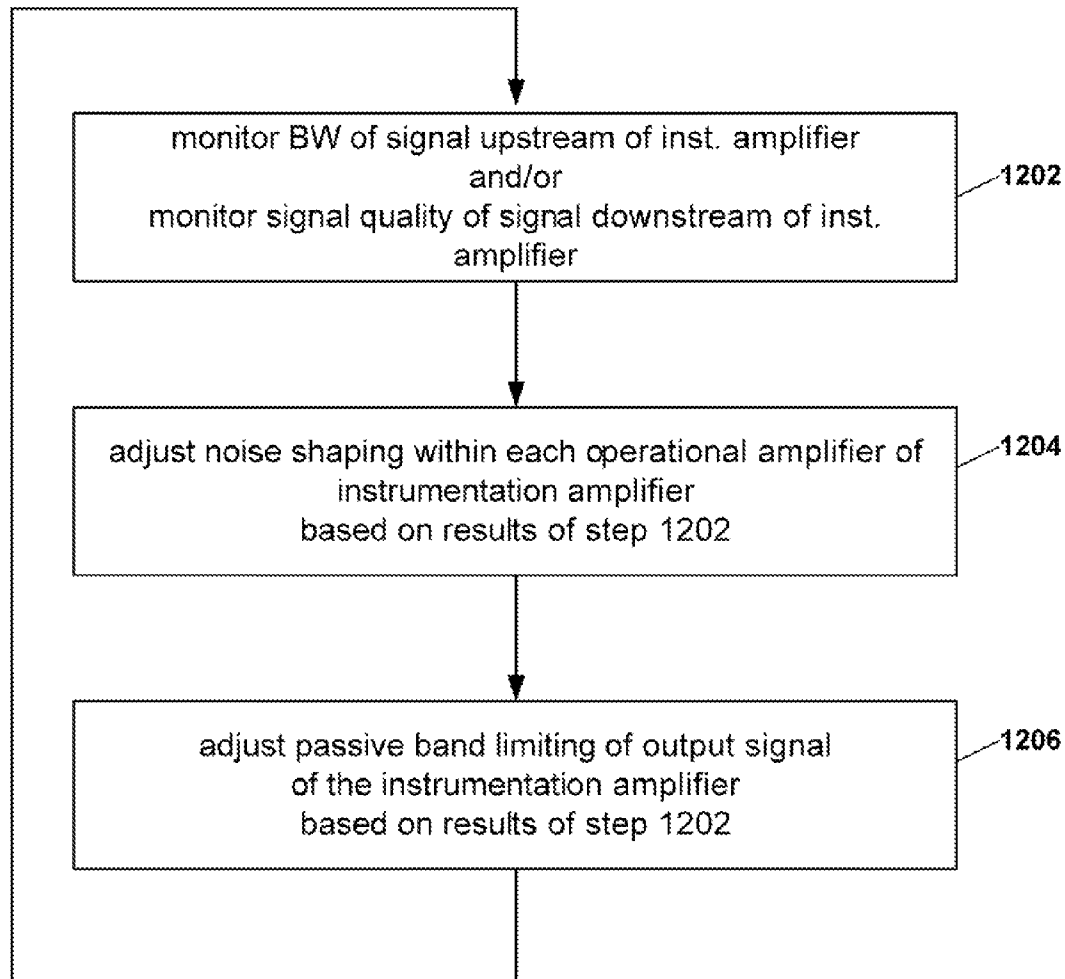 monitor BW of signal upstream of inst. amplifier
and/or
monitor signal quality of signal downstream of inst.
amplifier
1202
adjust noise shaping within each operational amplifier of
instrumentation amplifier
based on results of step 1202
1204
adjust passive band limiting of output signal
of the instrumentation amplifier
based on results of step 1202
1206